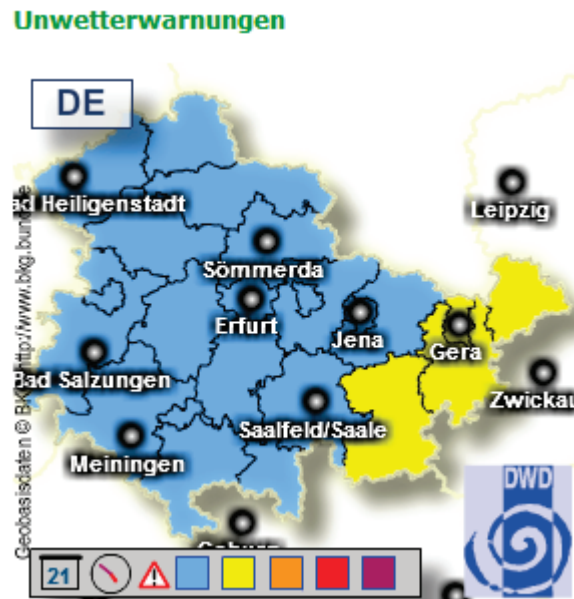 Unwetterwarnungen
DE
Bad Heiligenstadt
Leipzig
Sömmerda
Erfurt
Jena
Gera
Bad Salzungen
Zwickau
Saalfeld/Saale
Meiningen
Geobasisdaten © BKG http://www.bkg.bund.de
DWD
21